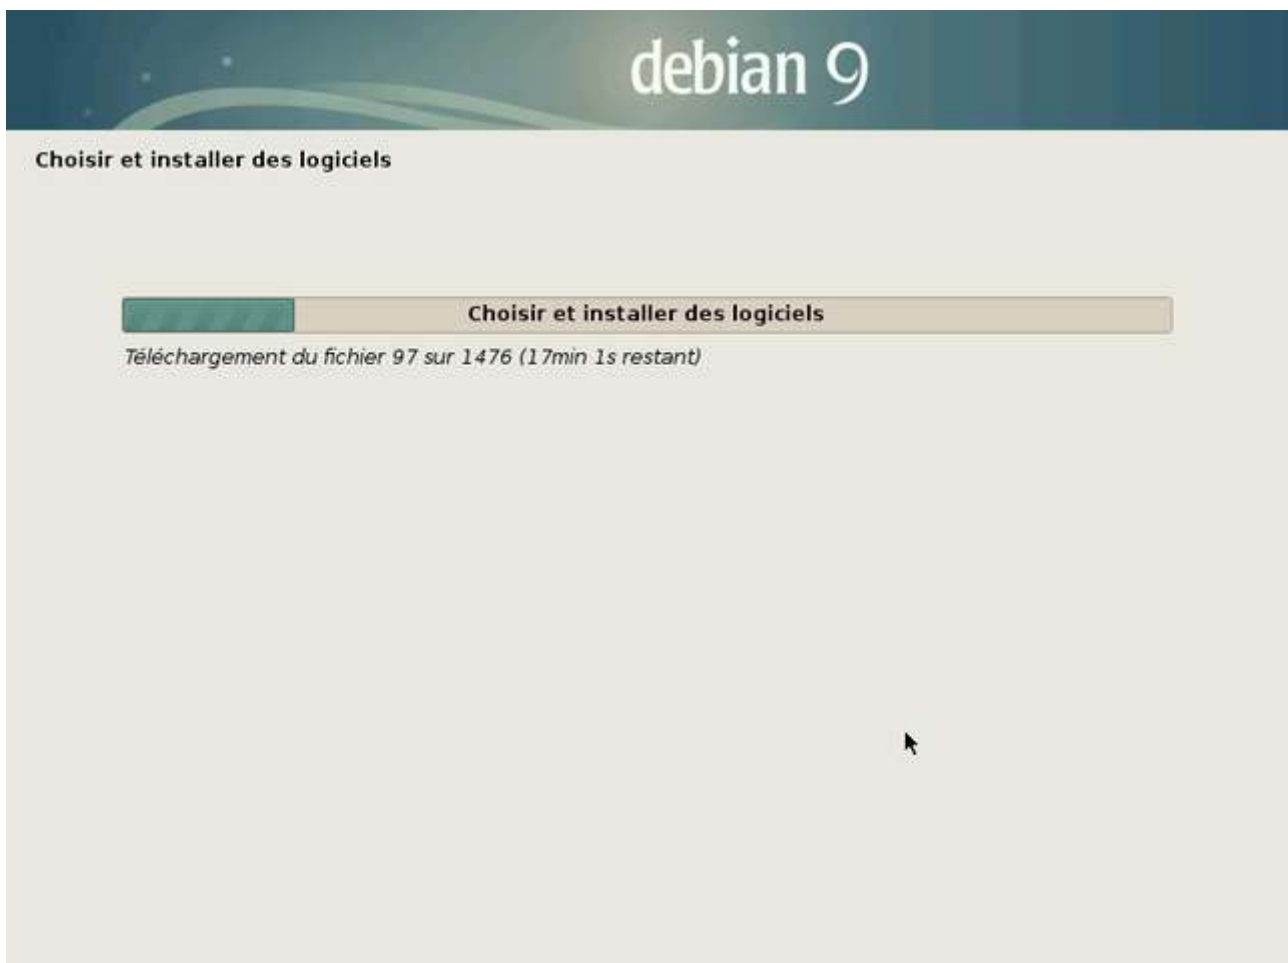 debian 9
Choisir et installer des logiciels
Choisir et installer des logiciels
Téléchargement du fichier 97 sur 1476 (17min 1s restant)